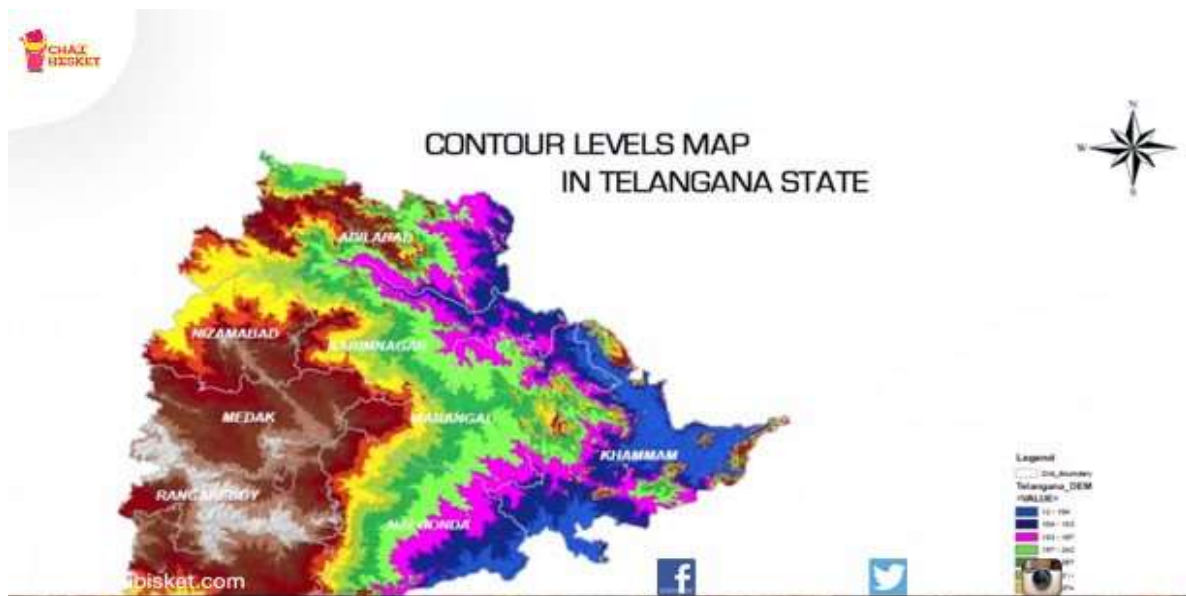 CHAI
BISKET
CONTOUR LEVELS MAP
IN TELANGANA STATE
N
W
S
ADILABAD
NIZAMABAD
KARIMNAGAR
MEDAK
WARANGAL
KHAMMAM
RANGAREDDY
NALGONDA
Legend
Telangana_DEM
<VALUE>
ibisket.com